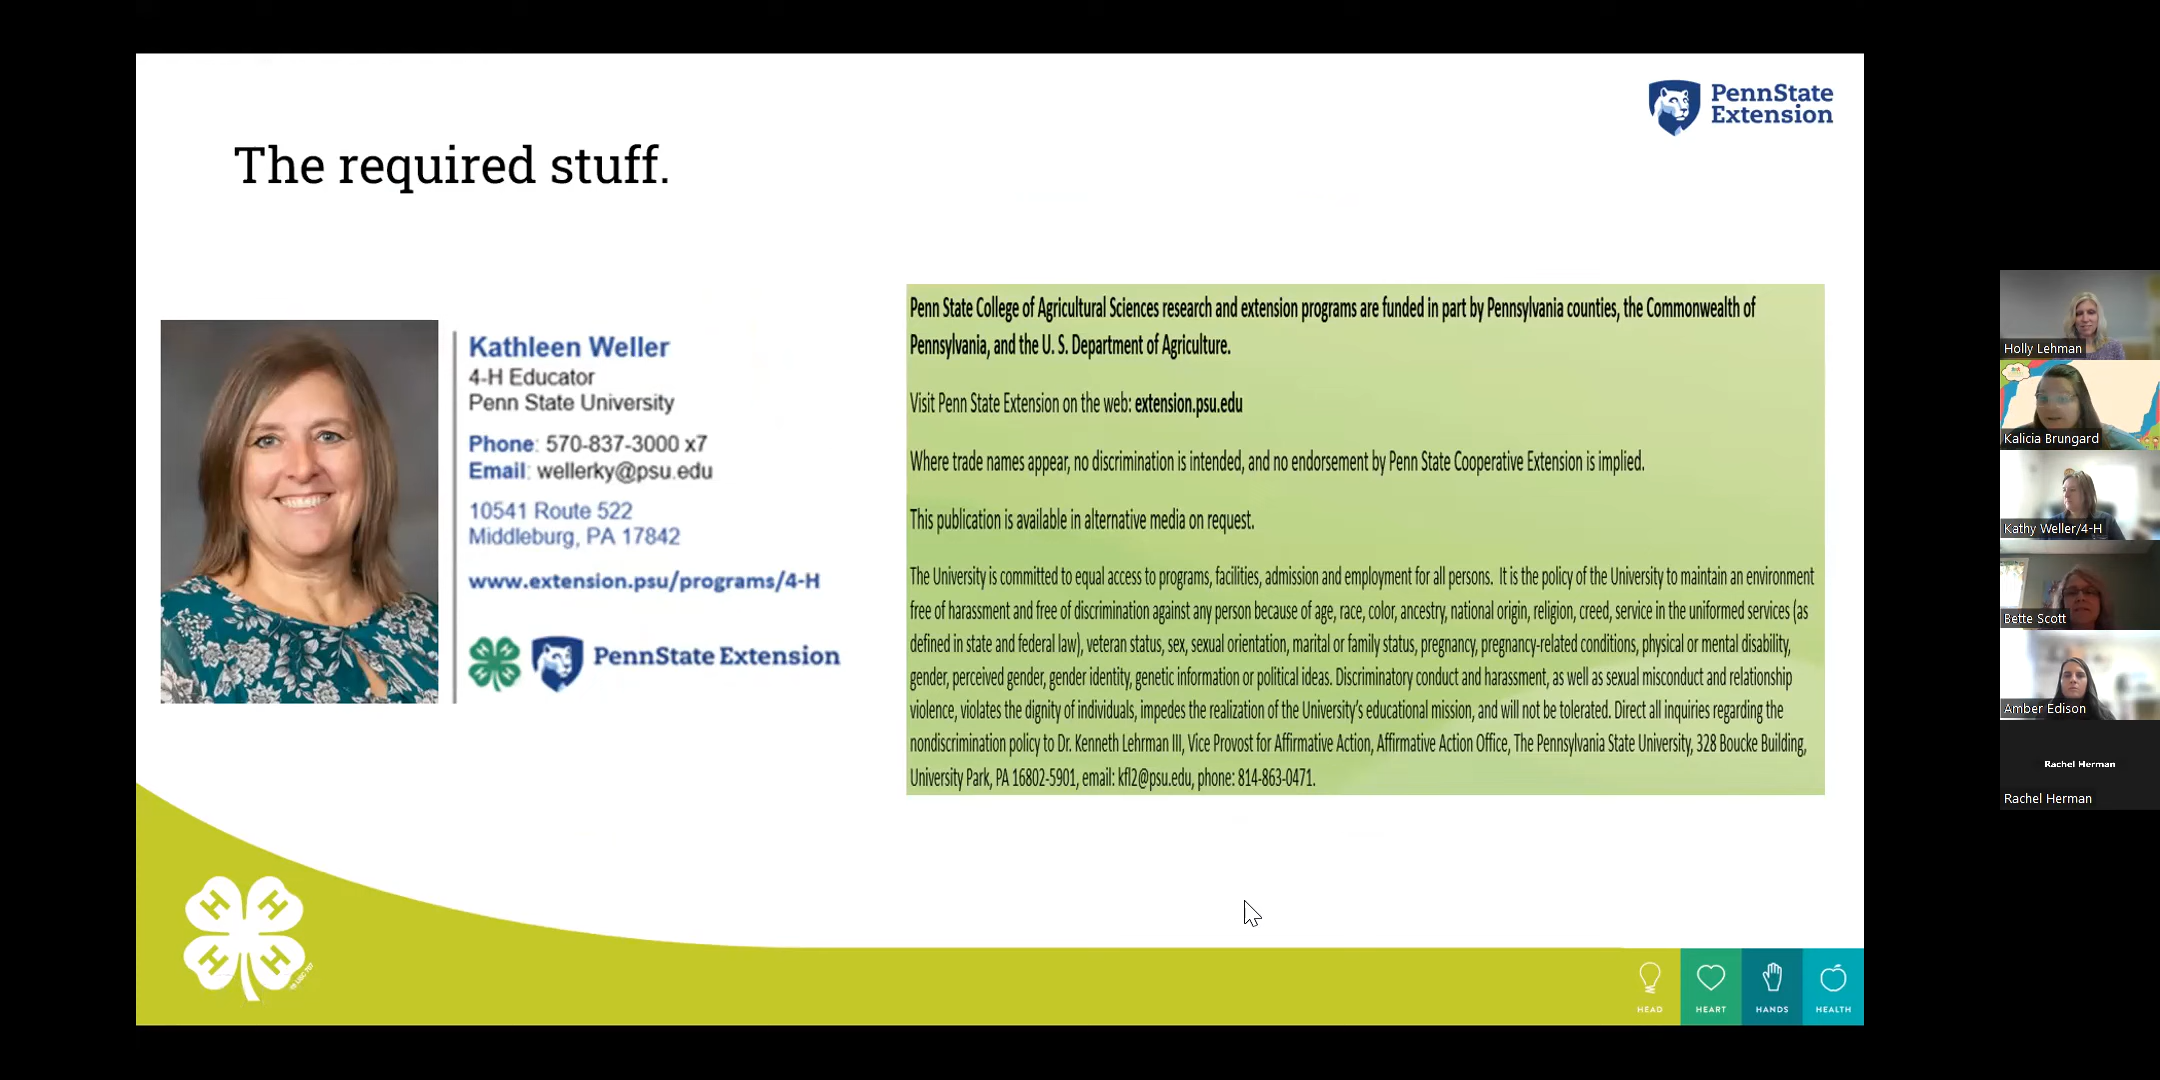 PennState
Extension
The required stuff.
Kathleen Weller
4-H Educator
Penn State University
Phone: 570-837-3000 x7
Email: wellerky@psu.edu
10541 Route 522
Middleburg, PA 17842
www.extension.psu/programs/4-H
PennState Extension
Penn State College of Agricultural Sciences research and extension programs are funded in part by Pennsylvania counties, the Commonwealth of
Pennsylvania, and the U. S. Department of Agriculture.
Visit Penn State Extension on the web: extension.psu.edu
Where trade names appear, no discrimination is intended, and no endorsement by Penn State Cooperative Extension is implied.
This publication is available in alternative media on request.
The University is committed to equal access to programs, facilities, admission and employment for all persons. It is the policy of the University to maintain an environment
free of harassment and free of discrimination against any person because of age, race, color, ancestry, national origin, religion, creed, service in the uniformed services (as
defined in state and federal law), veteran status, sex, sexual orientation, marital or family status, pregnancy, pregnancy-related conditions, physical or mental disability,
gender, perceived gender, gender identity, genetic information or political ideas. Discriminatory conduct and harassment, as well as sexual misconduct and relationship
violence, violates the dignity of individuals, impedes the realization of the University's educational mission, and will not be tolerated. Direct all inquiries regarding the
nondiscrimination policy to Dr. Kenneth Lehrman III, Vice Provost for Affirmative Action, Affirmative Action Office, The Pennsylvania State University, 328 Boucke Building,
University Park, PA 16802-5901, email: kfl2@psu.edu, phone: 814-863-0471.
H H
H H
18 USC 707
HEAD
HEART
HANDS
HEALTH
Holly Lehman
Kalicia Brungard
Kathy Weller/4-H
Bette Scott
Amber Edison
Rachel Herman
Rachel Herman